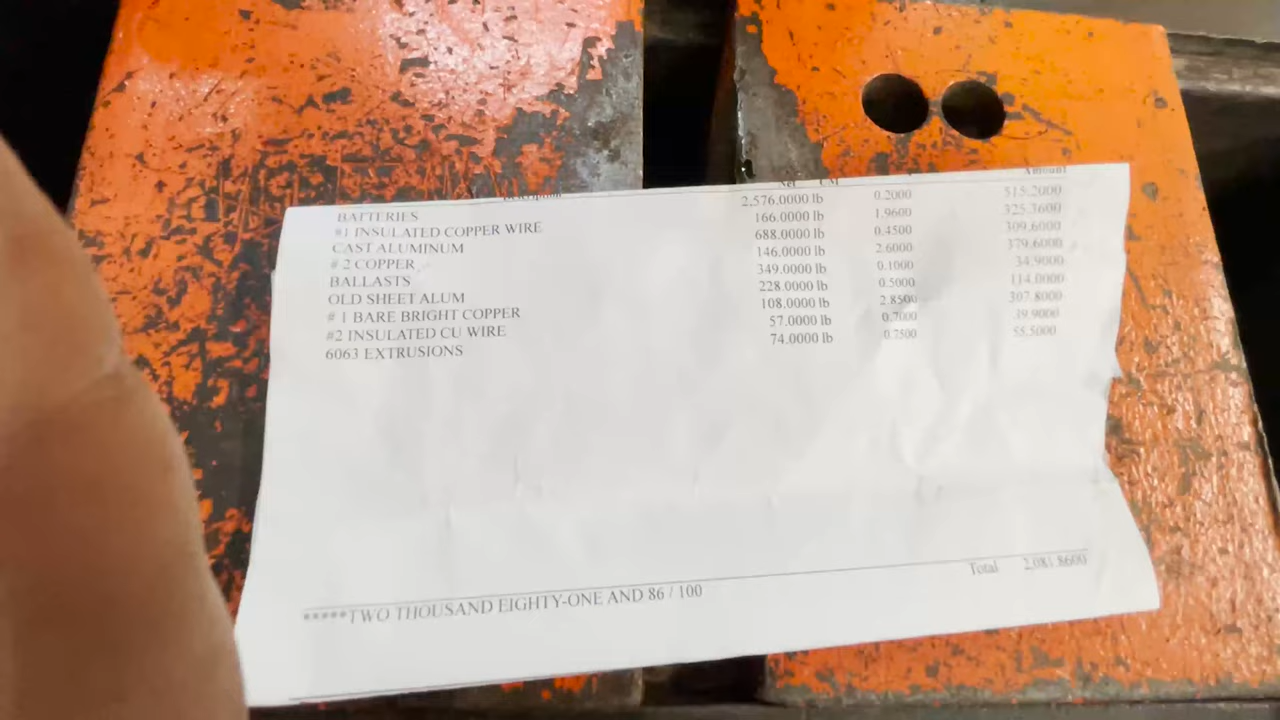 Net UM Amount
BATTERIES 2,576.0000 lb 0.2000 515.2000
#1 INSULATED COPPER WIRE 166.0000 lb 1.9600 325.3600
CAST ALUMINUM 688.0000 lb 0.4500 309.6000
# 2 COPPER 146.0000 lb 2.6000 379.6000
BALLASTS 349.0000 lb 0.1000 34.9000
OLD SHEET ALUM 228.0000 lb 0.5000 114.0000
# 1 BARE BRIGHT COPPER 108.0000 lb 2.8500 307.8000
#2 INSULATED CU WIRE 57.0000 lb 0.7000 39.9000
6063 EXTRUSIONS 74.0000 lb 0.7500 55.5000
Total 2,081.8600
*****TWO THOUSAND EIGHTY-ONE AND 86 / 100